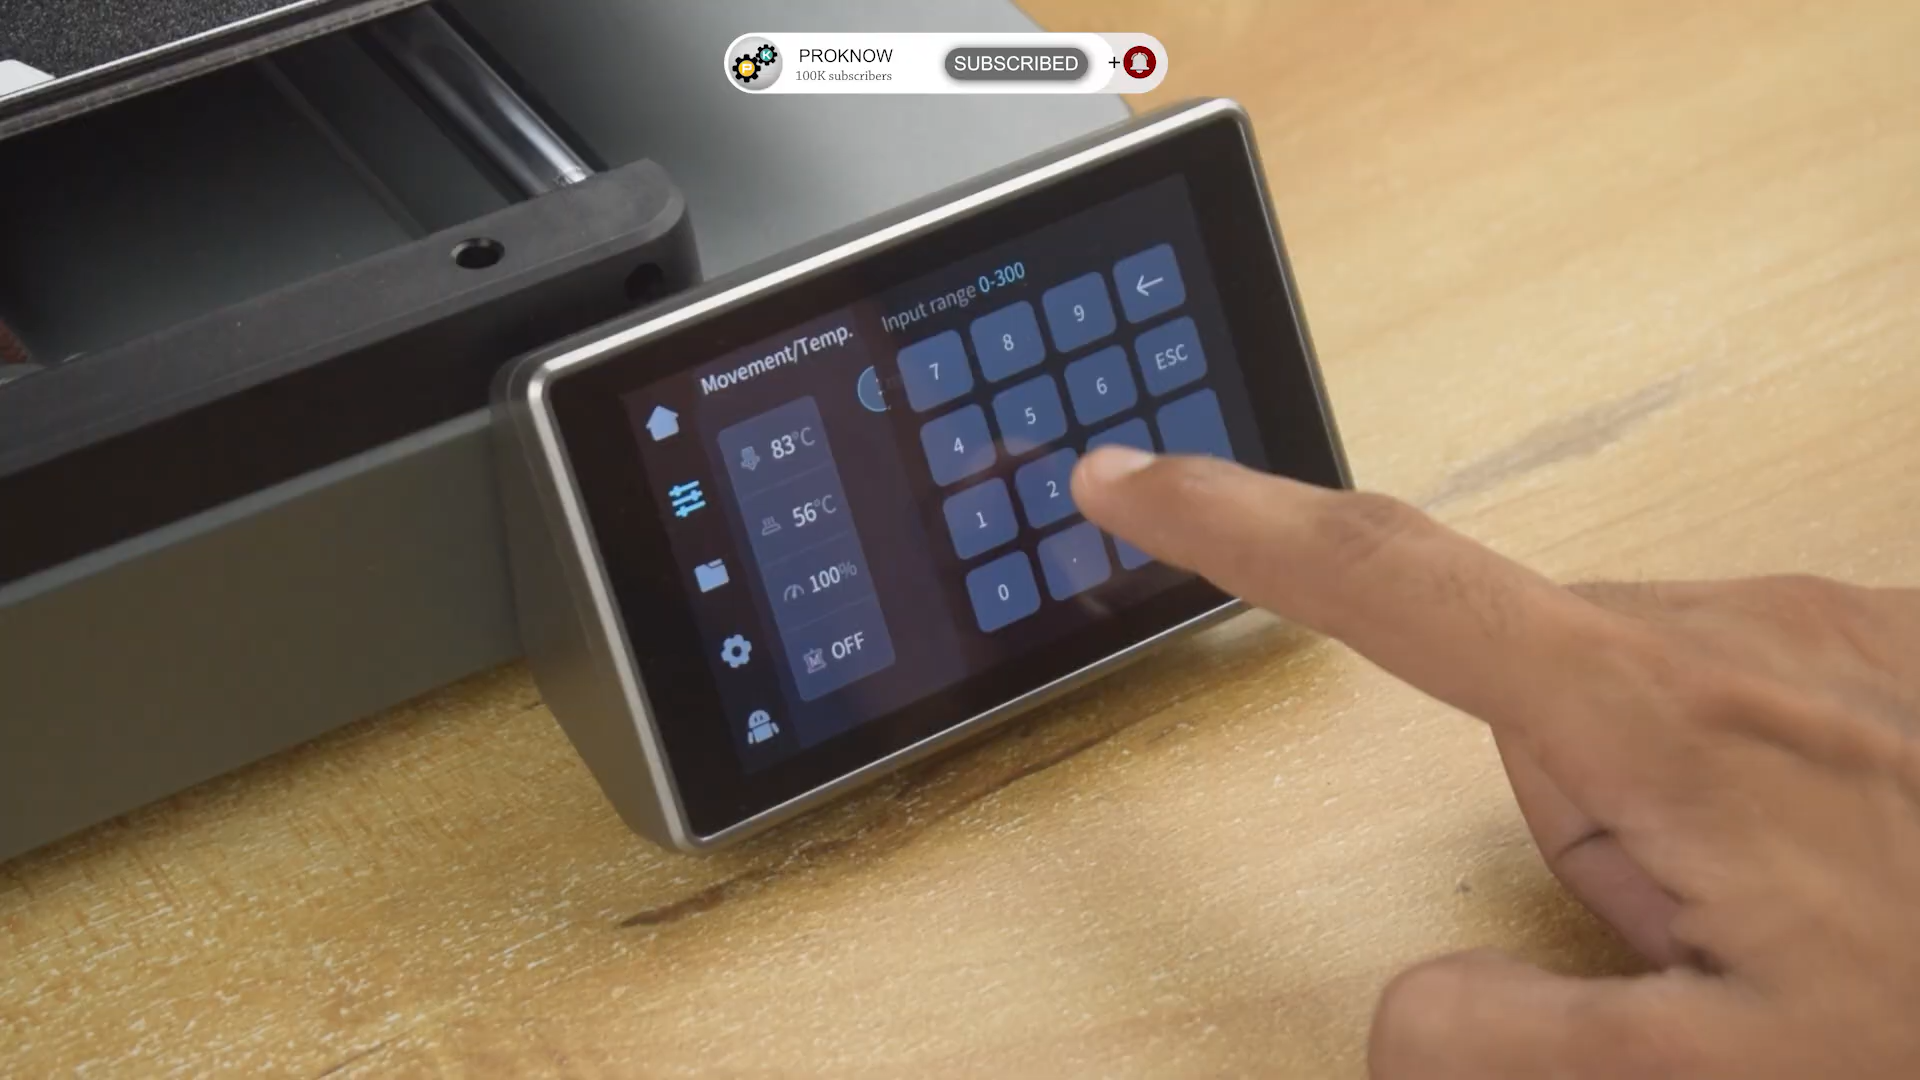 PROKNOW
100K subscribers
SUBSCRIBED
+
Movement/Temp.
Input range 0-300
83°C
56°C
100%
OFF
7 8 9 ←
4 5 6 ESC
1 2
0 .